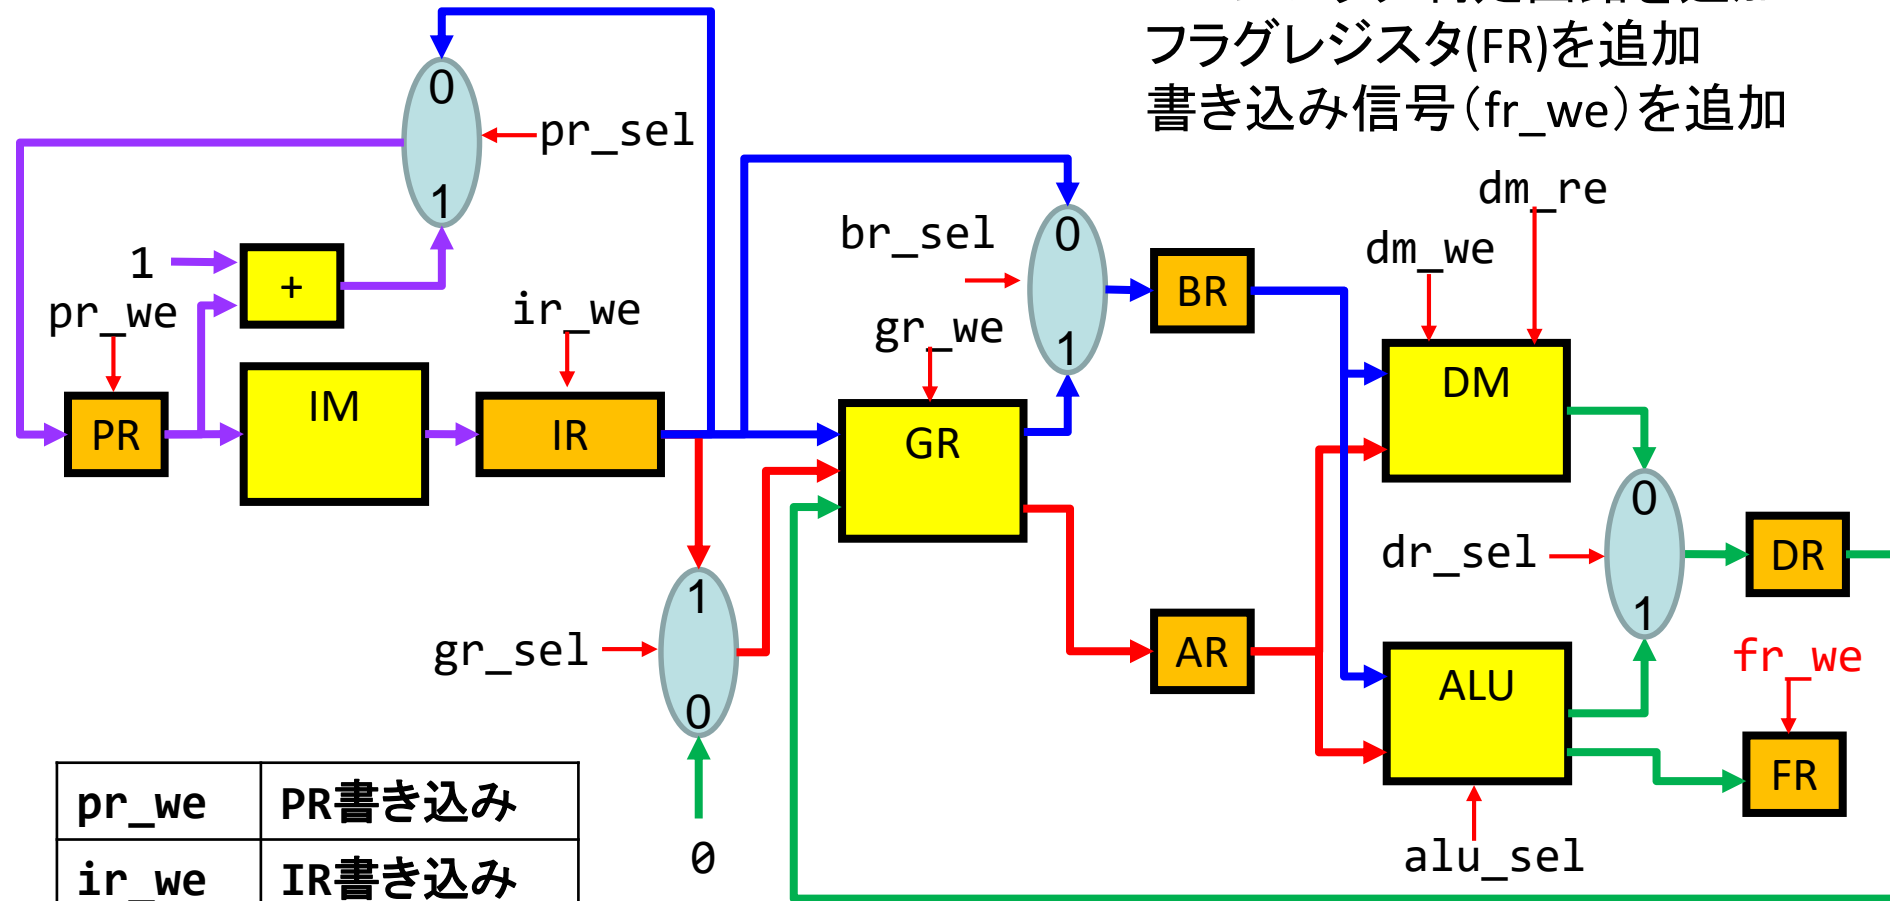 フラグレジスタ(FR)を追加
書き込み信号（fr_we）を追加
0
pr_sel
1
dm_re
br_sel
0
dm_we
1
+
BR
pr_we
ir_we
gr_we
1
DM
IM
PR
IR
GR
0
dr_sel
DR
1
1
gr_sel
AR
fr_we
ALU
0
FR
pr_we PR書き込み
0
alu_sel
ir_we IR書き込み